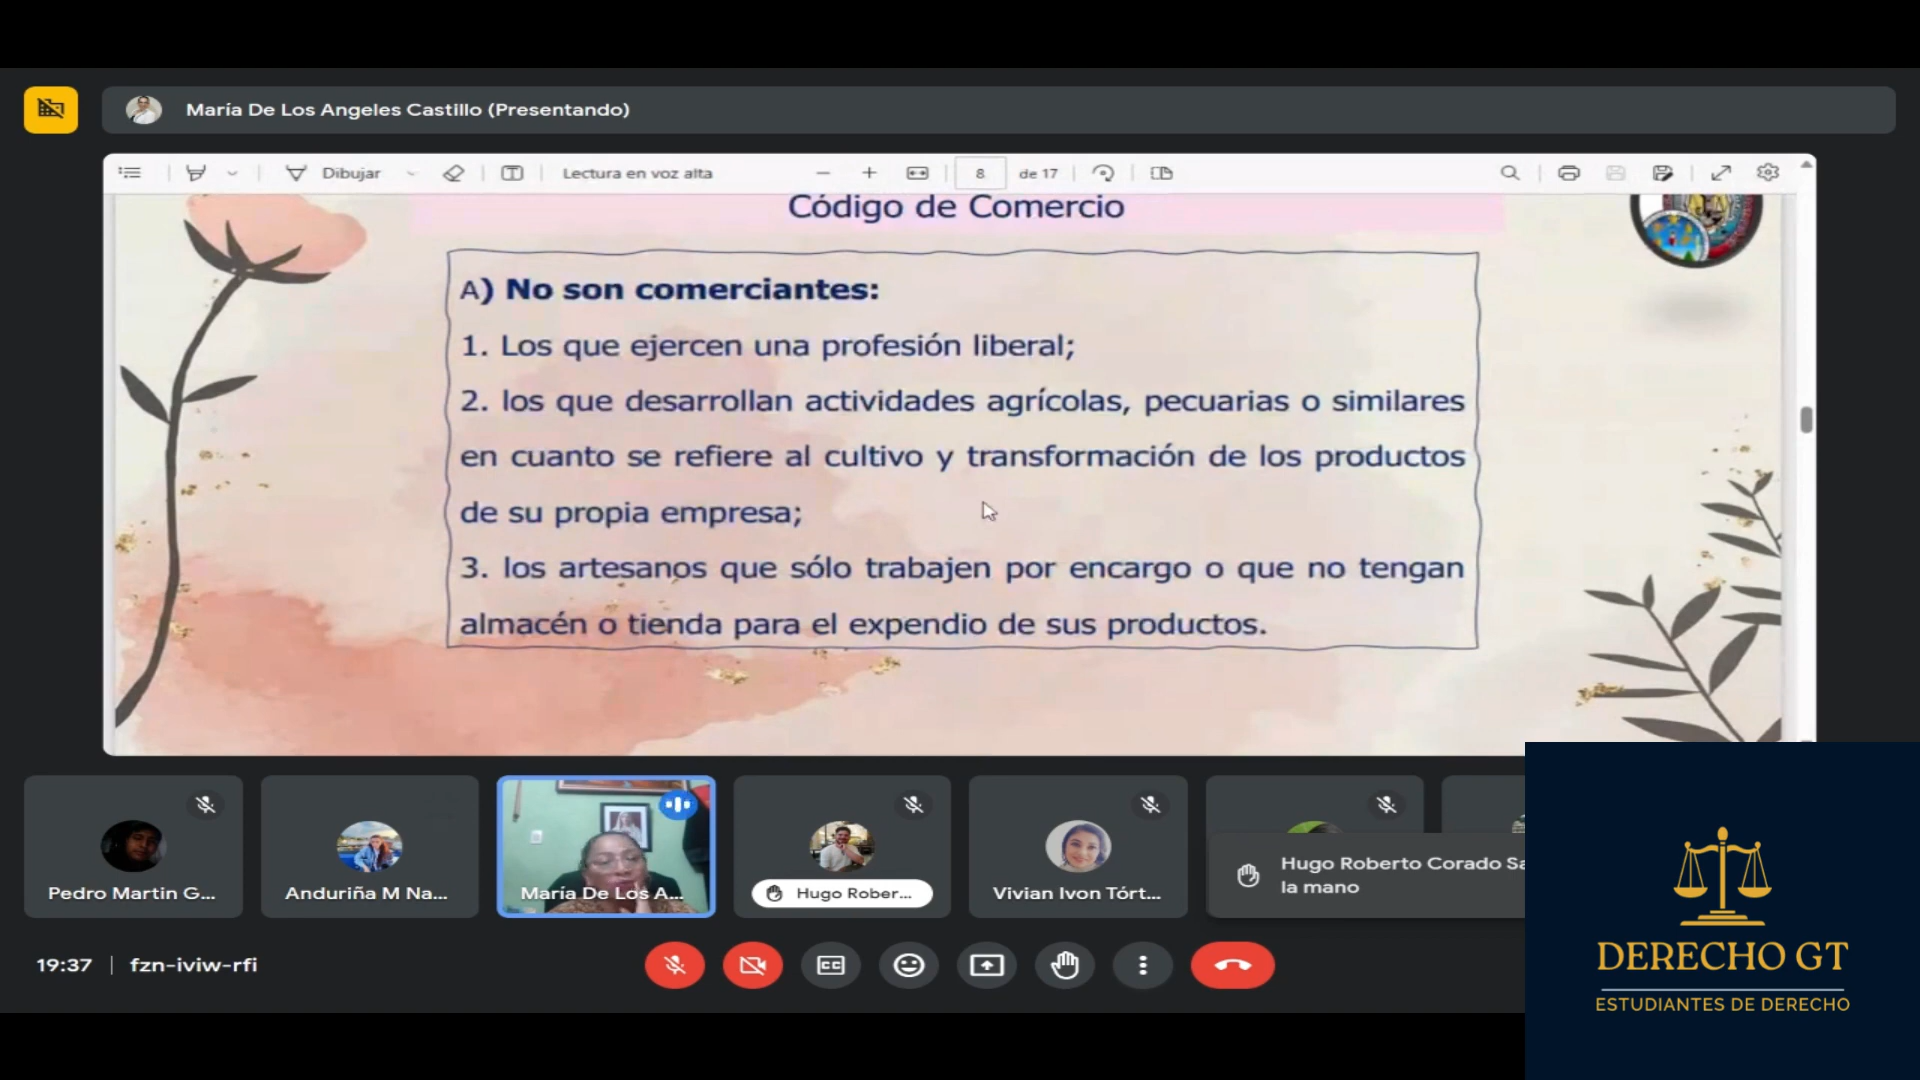 María De Los Angeles Castillo (Presentando)
Dibujar
Lectura en voz alta
8
de 17
Código de Comercio
A) No son comerciantes:
1. Los que ejercen una profesión liberal;
2. los que desarrollan actividades agrícolas, pecuarias o similares
en cuanto se refiere al cultivo y transformación de los productos
de su propia empresa;
3. los artesanos que sólo trabajen por encargo o que no tengan
almacén o tienda para el expendio de sus productos.
Pedro Martin G...
Anduriña M Na...
María De Los A...
Hugo Rober...
Vivian Ivon Tórt...
Hugo Roberto Corado Sa
la mano
19:37 | fzn-iviw-rfi
DERECHO GT
ESTUDIANTES DE DERECHO